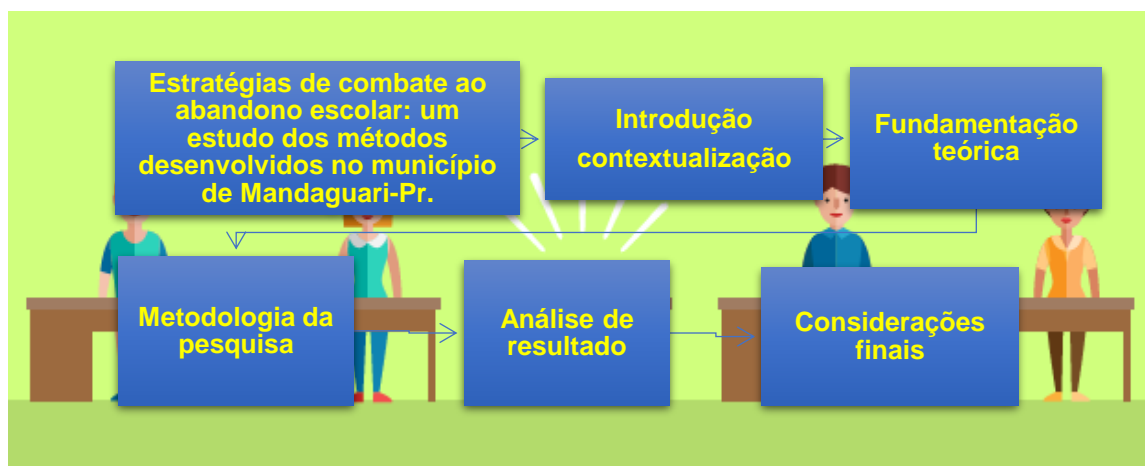 Estratégias de combate ao
abandono escolar: um
estudo dos métodos
desenvolvidos no município
de Mandaguari-Pr.
Introdução
contextualização
Fundamentação
teórica
Metodologia da
pesquisa
Análise de
resultado
Considerações
finais